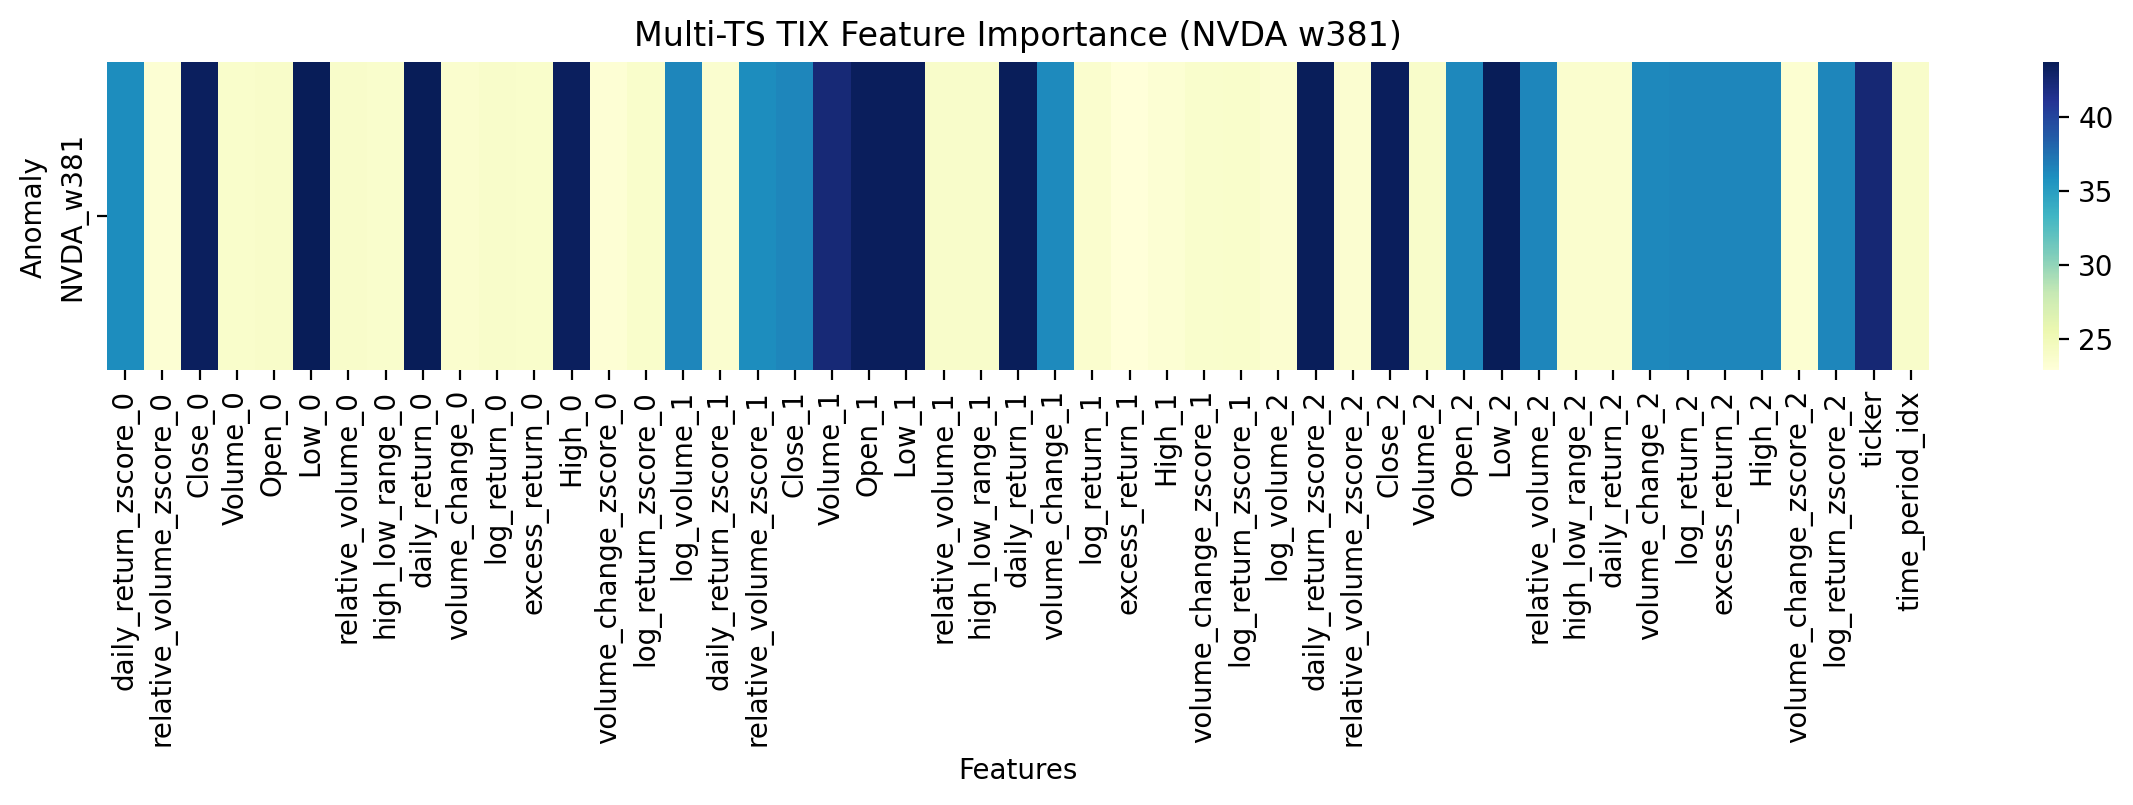 Multi-TS TIX Feature Importance (NVDA w381)
Anomaly
NVDA_w381
40
35
30
25
daily_return_zscore_0
relative_volume_zscore_0
Close_0
Volume_0
Open_0
Low_0
relative_volume_0
high_low_range_0
daily_return_0
volume_change_0
log_return_0
excess_return_0
High_0
volume_change_zscore_0
log_return_zscore_0
log_volume_1
daily_return_zscore_1
relative_volume_zscore_1
Close_1
Volume_1
Open_1
Low_1
relative_volume_1
high_low_range_1
daily_return_1
volume_change_1
log_return_1
excess_return_1
High_1
volume_change_zscore_1
log_return_zscore_1
log_volume_2
daily_return_zscore_2
relative_volume_zscore_2
Close_2
Volume_2
Open_2
Low_2
relative_volume_2
high_low_range_2
daily_return_2
volume_change_2
log_return_2
excess_return_2
High_2
volume_change_zscore_2
log_return_zscore_2
ticker
time_period_idx
Features